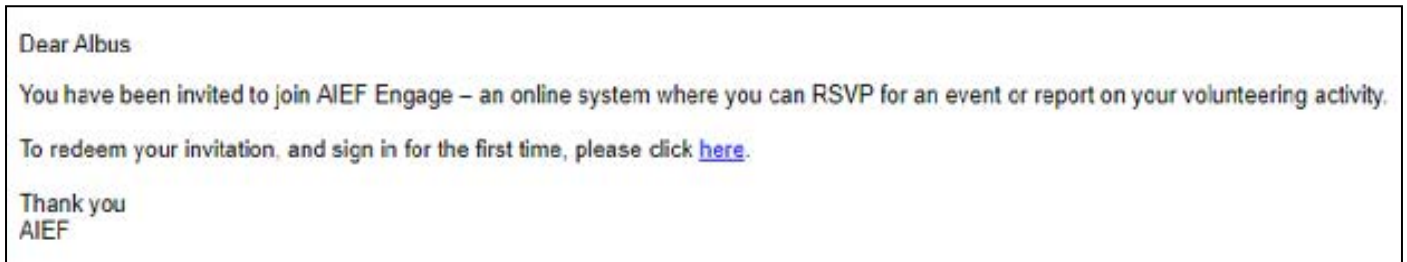 Dear Albus
You have been invited to join AIEF Engage – an online system where you can RSVP for an event or report on your volunteering activity.
To redeem your invitation, and sign in for the first time, please click here.
Thank you
AIEF